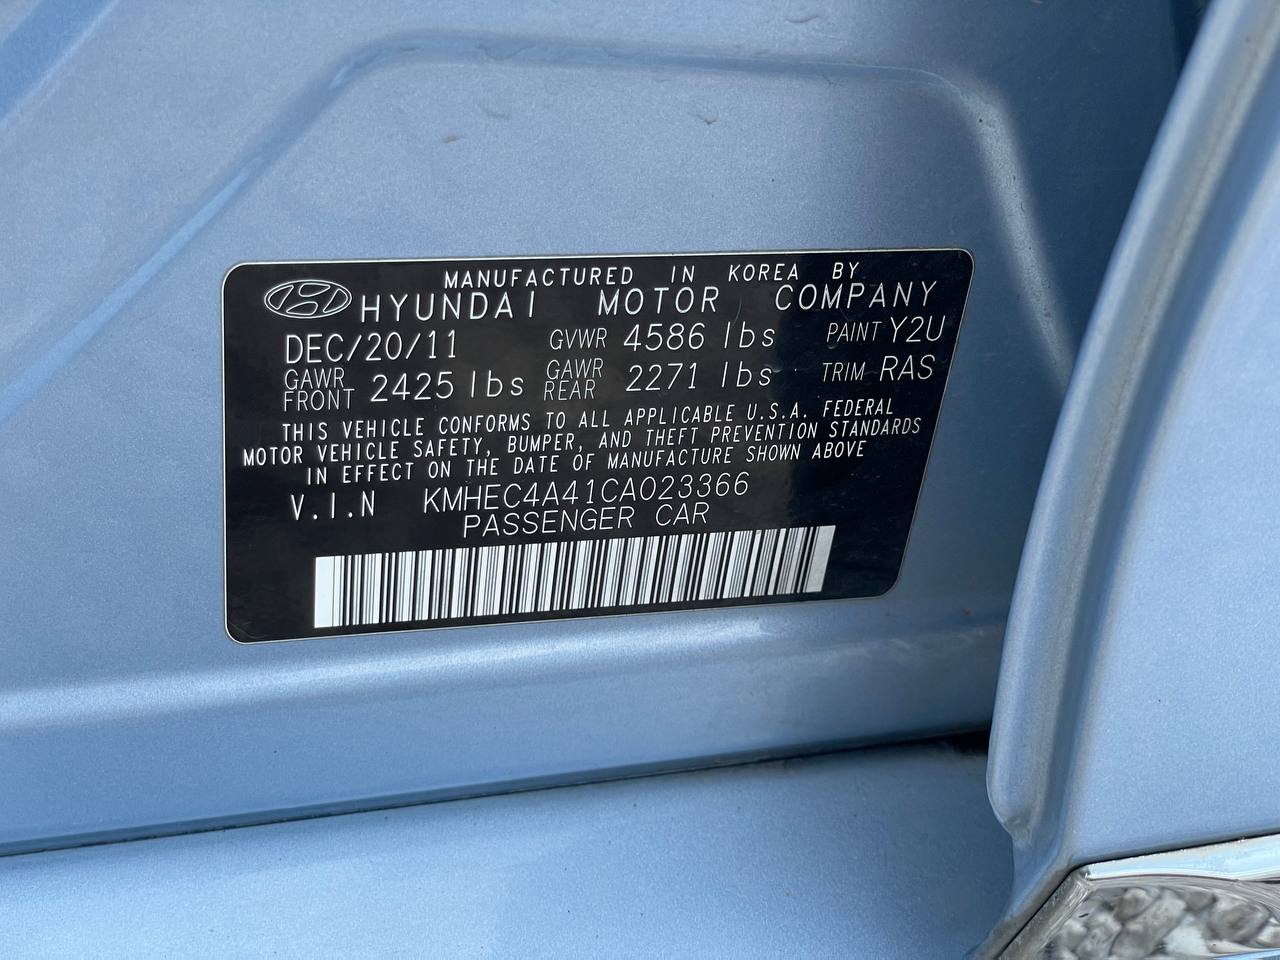 MANUFACTURED IN KOREA BY
HYUNDAI MOTOR COMPANY
DEC/20/11 GVWR 4586 lbs PAINT Y2U
GAWR FRONT 2425 lbs GAWR REAR 2271 lbs TRIM RAS
THIS VEHICLE CONFORMS TO ALL APPLICABLE U.S.A. FEDERAL
MOTOR VEHICLE SAFETY, BUMPER, AND THEFT PREVENTION STANDARDS
IN EFFECT ON THE DATE OF MANUFACTURE SHOWN ABOVE
V.I.N KMHEC4A41CA023366
PASSENGER CAR